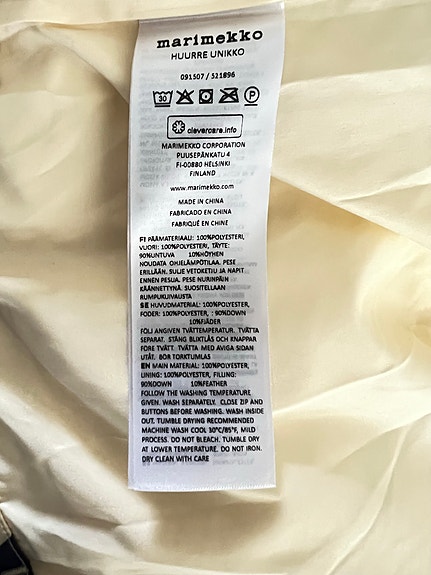 marimekko
HUURRE UNIKKO
091507 / 321896
30 P
clevercare.info
MARIMEKKO CORPORATION
PUUSEPÄNKATU 4
FI-00880 HELSINKI
FINLAND
www.marimekko.com
MADE IN CHINA
FABRICADO EN CHINA
FABRIQUÉ EN CHINE
FI PÄÄMATERIAALI: 100%POLYESTERI,
VUORI: 100%POLYESTERI, TÄYTE:
90%UNTUVA 10%HÖYHEN
NOUDATA OHJELÄMPÖTILAA. PESE
ERILLÄÄN. SULJE VETOKETJU JA NAPIT
ENNEN PESUA. PESE NURINPÄIN
KÄÄNNETTYNÄ. SUOSITELLAAN
RUMPUKUIVAUSTA
SE HUVUDMATERIAL: 100%POLYESTER,
FODER: 100%POLYESTER, : 90%DOWN
10%FJÄDER
FÖLJ ANGIVEN TVÄTTEMPERATUR. TVÄTTA
SEPARAT. STÄNG BLIXTLÅS OCH KNAPPAR
FÖRE TVÄTT. TVÄTTA MED AVIGA SIDAN
UTÅT. BÖR TORKTUMLAS
EN MAIN MATERIAL: 100%POLYESTER,
LINING: 100%POLYESTER, FILLING:
90%DOWN 10%FEATHER
FOLLOW THE WASHING TEMPERATURE
GIVEN. WASH SEPARATELY. CLOSE ZIP AND
BUTTONS BEFORE WASHING. WASH INSIDE
OUT. TUMBLE DRYING RECOMMENDED
MACHINE WASH COOL 30°C/85°F, MILD
PROCESS. DO NOT BLEACH. TUMBLE DRY
AT LOWER TEMPERATURE. DO NOT IRON.
DRY CLEAN WITH CARE